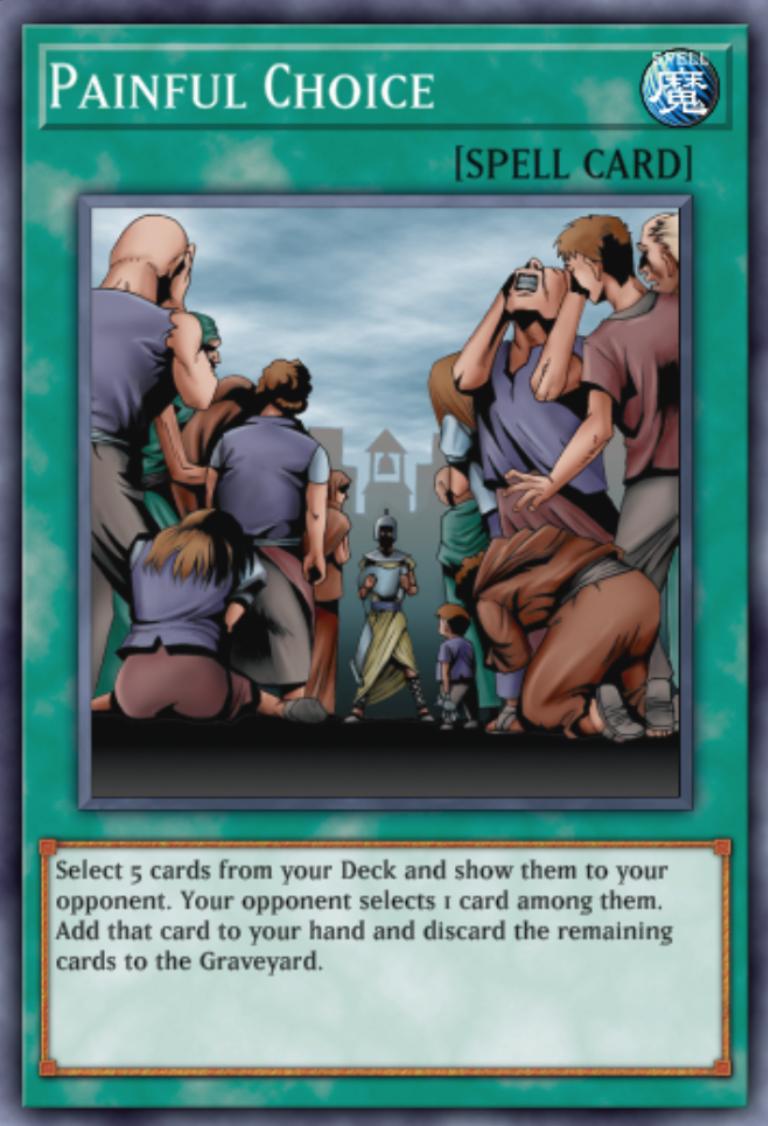 PAINFUL CHOICE
SPELL
魔
[SPELL CARD]
Select 5 cards from your Deck and show them to your
opponent. Your opponent selects 1 card among them.
Add that card to your hand and discard the remaining
cards to the Graveyard.